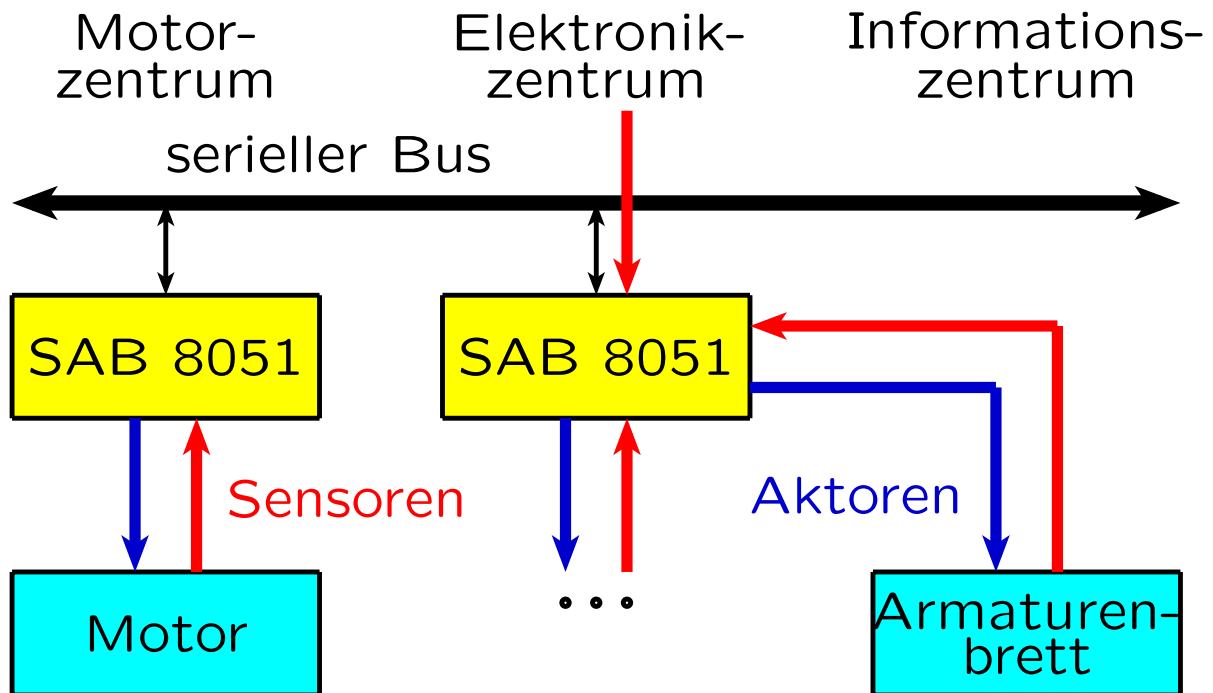 Motor-
zentrum
Elektronik-
zentrum
Informations-
zentrum
serieller Bus
SAB 8051
SAB 8051
Sensoren
Aktoren
Motor
Armaturen-
brett